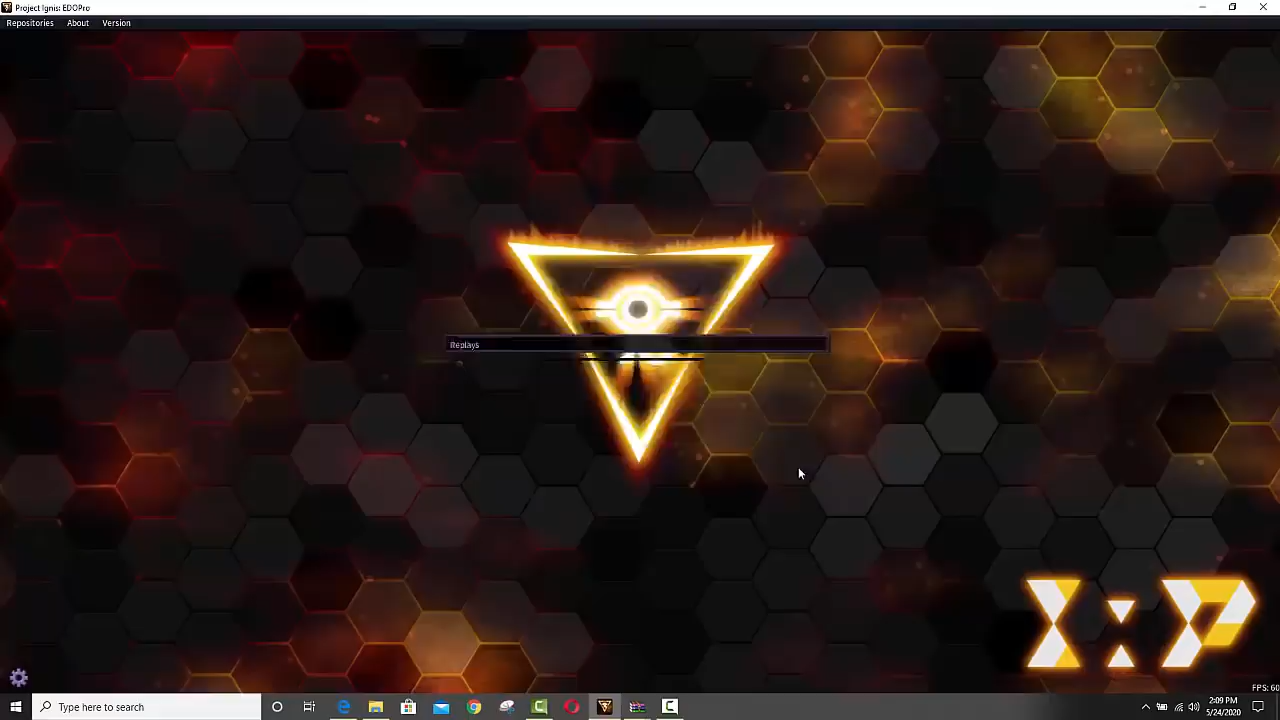 Project Ignis: EDOPro
Repositories About Version
Replays
FPS: 60
Type here to search
2:09 PM
5/24/2020